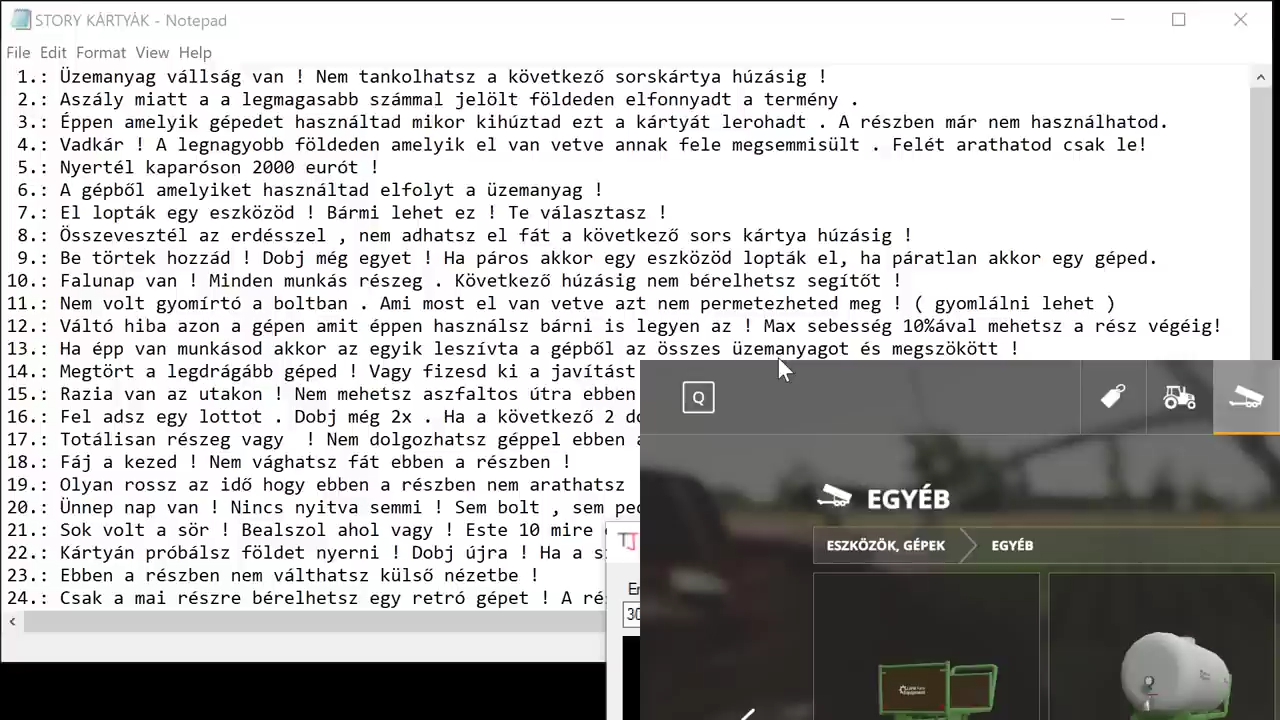 STORY KÁRTYÁK - Notepad
File Edit Format View Help
1.: Üzemanyag vállság van ! Nem tankolhatsz a következő sorskártya húzásig !
2.: Aszály miatt a a legmagasabb számmal jelölt földeden elfonnyadt a termény .
3.: Éppen amelyik gépedet használtad mikor kihúztad ezt a kártyát lerohadt . A részben már nem használhatod.
4.: Vadkár ! A legnagyobb földeden amelyik el van vetve annak fele megsemmisült . Felét arathatod csak le!
5.: Nyertél kaparóson 2000 eurót !
6.: A gépből amelyiket használtad elfolyt a üzemanyag !
7.: El lopták egy eszközöd ! Bármi lehet ez ! Te választasz !
8.: Összevesztél az erdésszel , nem adhatsz el fát a következő sors kártya húzásig !
9.: Be törtek hozzád ! Dobj még egyet ! Ha páros akkor egy eszközöd lopták el, ha páratlan akkor egy géped.
10.: Falunap van ! Minden munkás részeg . Következő húzásig nem bérelhetsz segítőt !
11.: Nem volt gyomírtó a boltban . Ami most el van vetve azt nem permetezheted meg ! ( gyomlálni lehet )
12.: Váltó hiba azon a gépen amit éppen használsz bárni is legyen az ! Max sebesség 10%ával mehetsz a rész végéig!
13.: Ha épp van munkásod akkor az egyik leszívta a gépből az összes üzemanyagot és megszökött !
14.: Megtört a legdrágább géped ! Vagy fizesd ki a javítást
15.: Razia van az utakon ! Nem mehetsz aszfaltos útra ebben
16.: Fel adsz egy lottot . Dobj még 2x . Ha a következő 2 do
17.: Totálisan részeg vagy  ! Nem dolgozhatsz géppel ebben a
18.: Fáj a kezed ! Nem vághatsz fát ebben a részben !
19.: Olyan rossz az idő hogy ebben a részben nem arathatsz
20.: Ünnep nap van ! Nincs nyitva semmi ! Sem bolt , sem
21.: Sok volt a sör ! Bealszol ahol vagy ! Este 10 mire
22.: Kártyán próbálsz földet nyerni ! Dobj újra ! Ha a
23.: Ebben a részben nem válthatsz külső nézetbe !
24.: Csak a mai részre bérelhetsz egy retró gépet ! A
Q
EGYÉB
ESZKÖZÖK, GÉPEK
EGYÉB
30